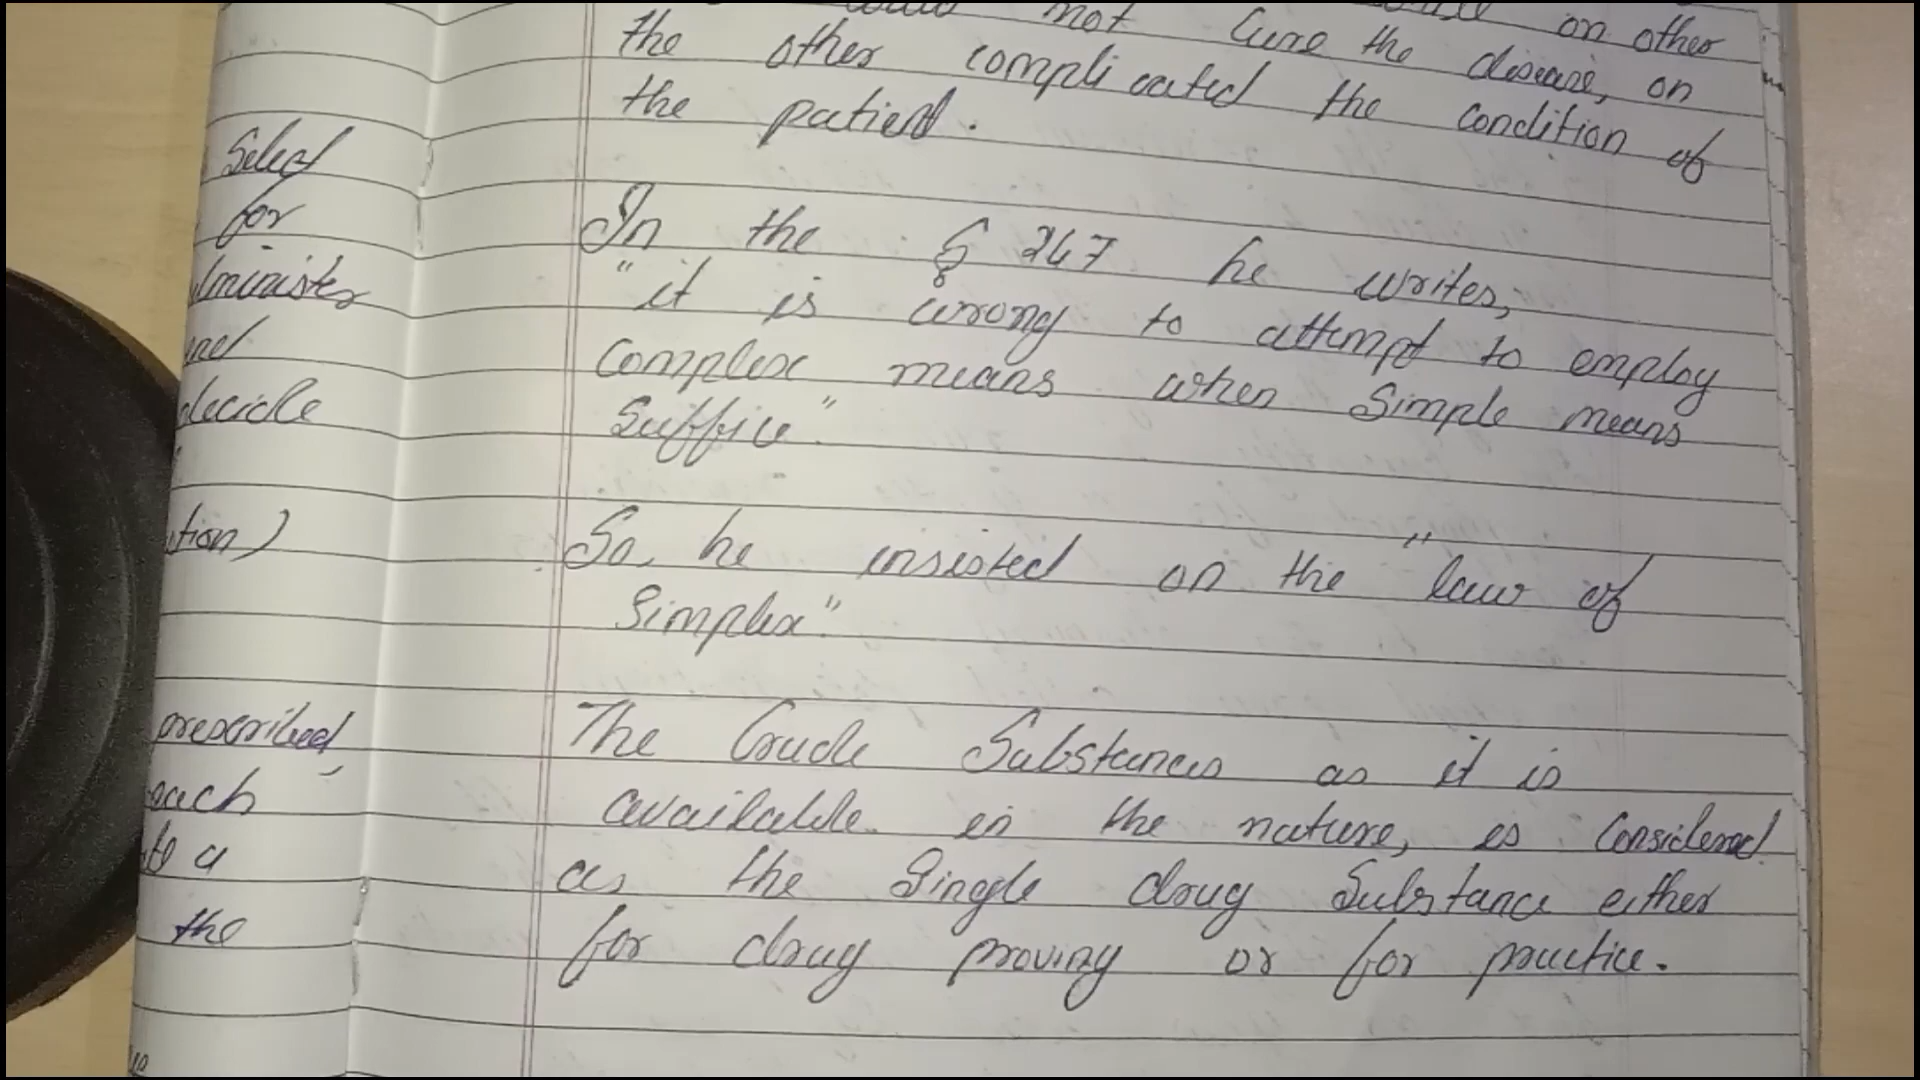 not Cure the disease, on other
the other complicated the condition of
the patient.
In the § 247 he writes,
"it is wrong to attempt to employ
Complex means when Simple means
Suffice"
So, he insisted on the "law of
Simplex".
The Crude Substances as it is
available in the nature, is Considered
as the Single drug Substance either
for drug proving or for practice.
Select
for
dminister
and
decide
ction)
prescribed,
each
to a
the